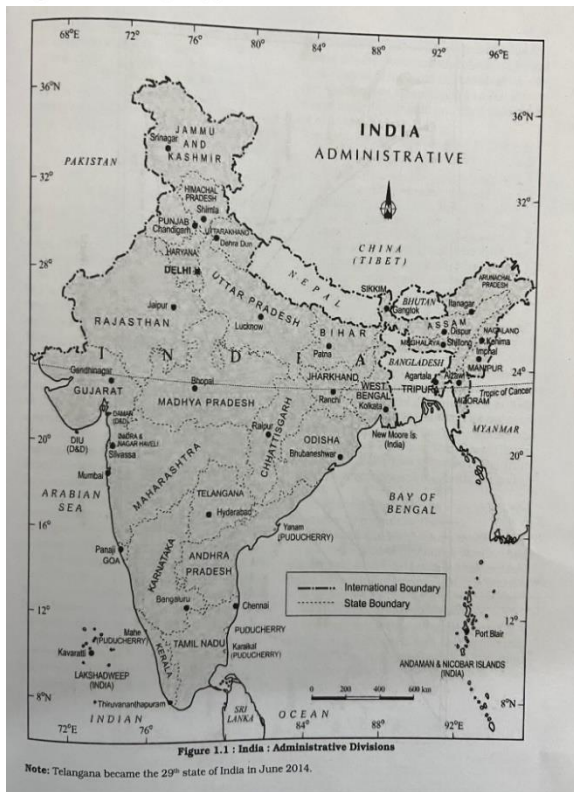 68°E 72° 76° 80° 84° 88° 92° 96°E
36°N
INDIA
ADMINISTRATIVE
JAMMU
AND
KASHMIR
Srinagar
PAKISTAN
32°
32°
HIMACHAL
PRADESH
Shimla
PUNJAB
Chandigarh
UTTARAKHAND
Dehra Dun
HARYANA
CHINA
(TIBET)
28°
DELHI
NEPAL
SIKKIM
Gangtok
BHUTAN
Itanagar
ARUNACHAL
PRADESH
28°
UTTAR PRADESH
Jaipur
RAJASTHAN
Lucknow
BIHAR
Patna
ASSAM
Dispur
NAGALAND
MEGHALAYA
Shillong
Kohima
Imphal
MANIPUR
INDIA
BANGLADESH
24°
Gandhinagar
GUJARAT
Bhopal
MADHYA PRADESH
JHARKHAND
Ranchi
WEST
BENGAL
Kolkata
Agartala
TRIPURA
Aizawl
MIZORAM
Tropic of Cancer
20°
DIU
(D&D)
DAMAN
(D&D)
DADRA &
NAGAR HAVELI
Silvassa
Raipur
CHHATTISGARH
ODISHA
Bhubaneshwar
New Moore Is.
(India)
MYANMAR
20°
Mumbai
MAHARASHTRA
ARABIAN
SEA
TELANGANA
Hyderabad
BAY OF
BENGAL
16°
Yanam
(PUDUCHERRY)
16°
Panaji
GOA
KARNATAKA
ANDHRA
PRADESH
International Boundary
State Boundary
12°
Bengaluru
Chennai
12°
PUDUCHERRY
Mahe
(PUDUCHERRY)
TAMIL NADU
Karaikal
(PUDUCHERRY)
Port Blair
Kavaratti
LAKSHADWEEP
(INDIA)
KERALA
ANDAMAN & NICOBAR ISLANDS
(INDIA)
Thiruvananthapuram
0 200 400 600 km
8°N
8°N
SRI
LANKA
INDIAN OCEAN
72°E 76° 80° 84° 88° 92°E
Figure 1.1 : India : Administrative Divisions
Note: Telangana became the 29th state of India in June 2014.